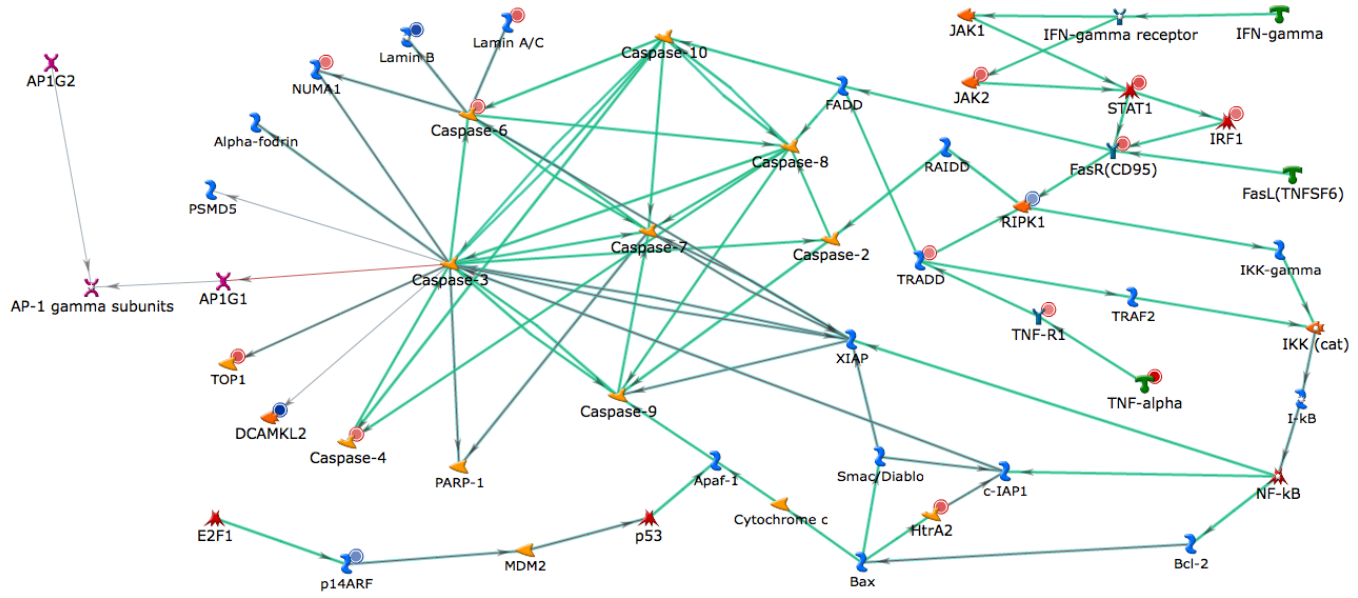 JAK1
IFN-gamma receptor
IFN-gamma
Lamin A/C
Lamin B
Caspase-10
AP1G2
NUMA1
JAK2
FADD
STAT1
Caspase-6
IRF1
Alpha-fodrin
Caspase-8
RAIDD
FasR(CD95)
FasL(TNFSF6)
PSMD5
RIPK1
Caspase-7
Caspase-2
IKK-gamma
Caspase-3
TRADD
AP-1 gamma subunits
AP1G1
TRAF2
TNF-R1
IKK (cat)
XIAP
TOP1
TNF-alpha
Caspase-9
I-kB
DCAMKL2
Caspase-4
PARP-1
Apaf-1
Smac/Diablo
c-IAP1
NF-kB
Cytochrome c
HtrA2
E2F1
p53
MDM2
Bcl-2
p14ARF
Bax